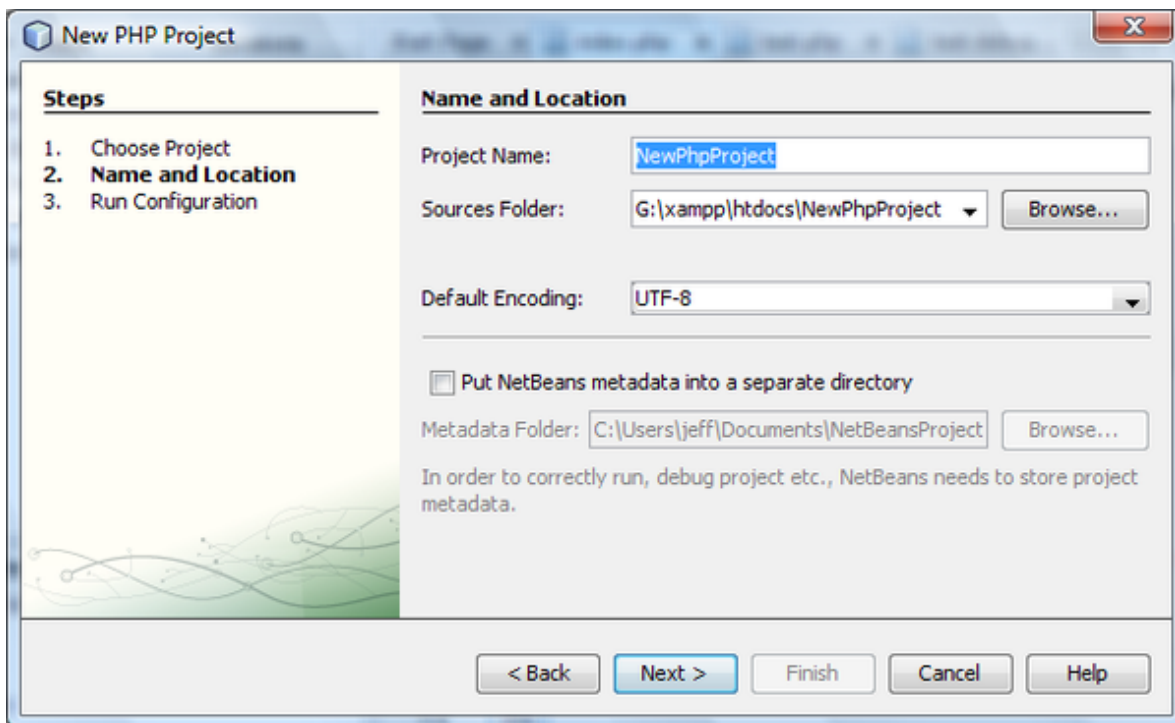 New PHP Project
Steps
1. Choose Project
2. Name and Location
3. Run Configuration
Name and Location
Project Name: NewPhpProject
Sources Folder: G:\xampp\htdocs\NewPhpProject Browse...
Default Encoding: UTF-8
Put NetBeans metadata into a separate directory
Metadata Folder: C:\Users\jeff\Documents\NetBeansProject Browse...
In order to correctly run, debug project etc., NetBeans needs to store project
metadata.
< Back Next > Finish Cancel Help